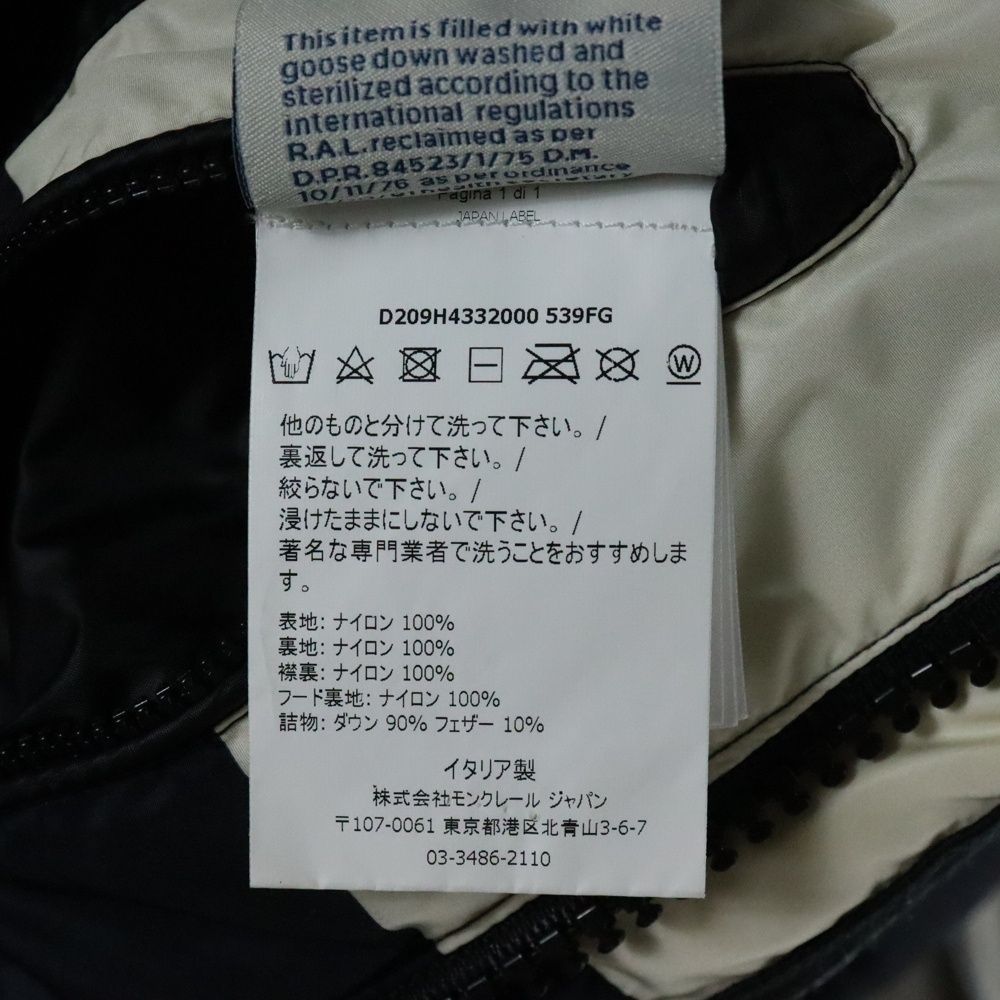 This item is filled with white
goose down washed and
sterilized according to the
international regulations
R.A.L. reclaimed as per
D.P.R. 84523/1/75 D.M.
10/11/76 as per ordinance
Pagina 1 di 1
JAPAN LABEL
D209H4332000 539FG
W
他のものと分けて洗って下さい。/
裏返して洗って下さい。/
絞らないで下さい。/
浸けたままにしないで下さい。/
著名な専門業者で洗うことをおすすめしま
す。
表地: ナイロン 100%
裏地: ナイロン 100%
襟裏: ナイロン 100%
フード裏地: ナイロン 100%
詰物: ダウン 90% フェザー 10%
イタリア製
株式会社モンクレール ジャパン
〒107-0061 東京都港区北青山3-6-7
03-3486-2110